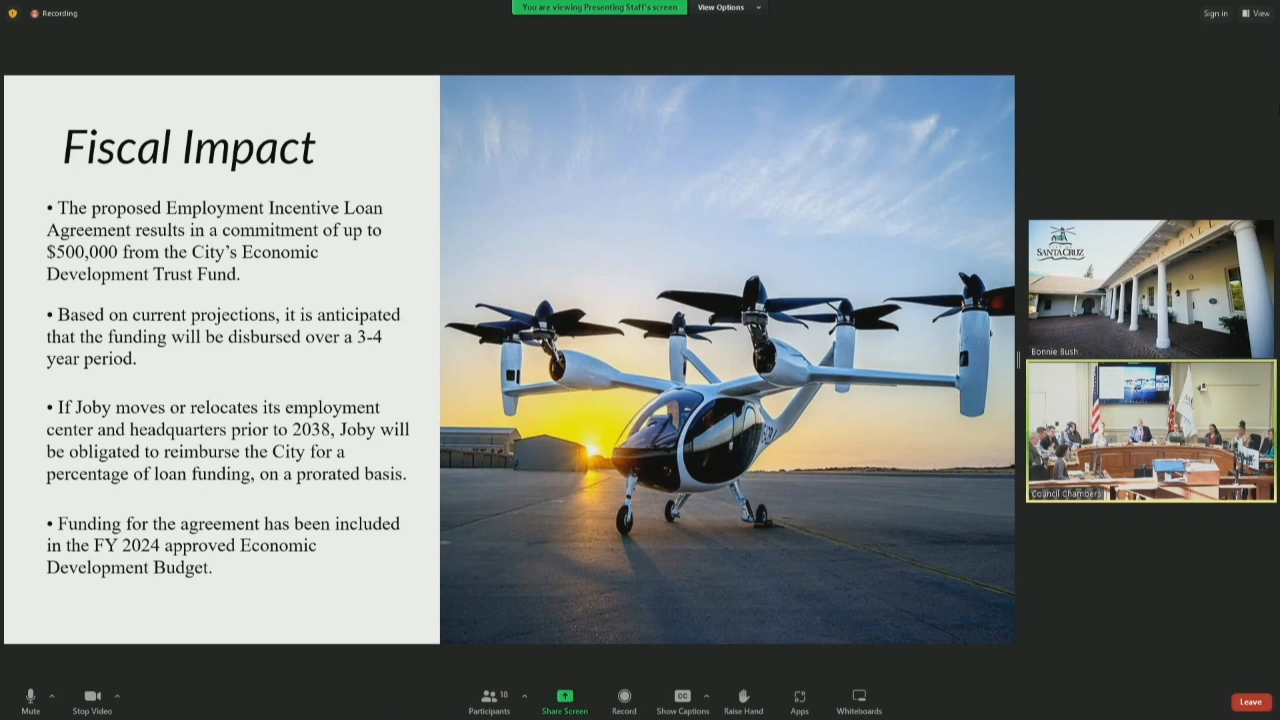 Recording
You are viewing Presenting Staff's screen
View Options
Sign in
View
Fiscal Impact
• The proposed Employment Incentive Loan
Agreement results in a commitment of up to
$500,000 from the City's Economic
Development Trust Fund.
• Based on current projections, it is anticipated
that the funding will be disbursed over a 3-4
year period.
• If Joby moves or relocates its employment
center and headquarters prior to 2038, Joby will
be obligated to reimburse the City for a
percentage of loan funding, on a prorated basis.
• Funding for the agreement has been included
in the FY 2024 approved Economic
Development Budget.
SANTA CRUZ
HALL
Bonnie Bush
Council Chambers
Mute
Stop Video
18
Participants
Share Screen
Record
CC
Show Captions
Raise Hand
Apps
Whiteboards
Leave